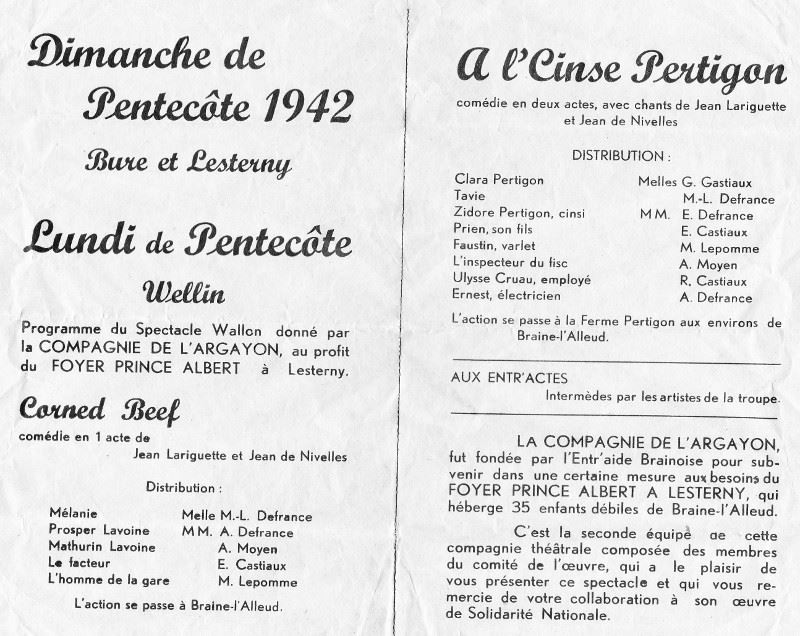 Dimanche de
Pentecôte 1942
Bure et Lesterny
Lundi de Pentecôte
Wellin
Programme du Spectacle Wallon donné par
la COMPAGNIE DE L'ARGAYON, au profit
du FOYER PRINCE ALBERT à Lesterny.
Corned Beef
comédie en 1 acte de
Jean Lariguette et Jean de Nivelles
Distribution :
Mélanie Melle M.-L. Defrance
Prosper Lavoine MM. A. Defrance
Mathurin Lavoine A. Moyen
Le facteur E. Castiaux
L'homme de la gare M. Lepomme
L'action se passe à Braine-l'Alleud.
A l'Cinse Pertigon
comédie en deux actes, avec chants de Jean Lariguette
et Jean de Nivelles
DISTRIBUTION :
Clara Pertigon Melles G. Gastiaux
Tavie M.-L. Defrance
Zidore Pertigon, cinsi MM. E. Defrance
Prien, son fils E. Castiaux
Faustin, varlet M. Lepomme
L'inspecteur du fisc A. Moyen
Ulysse Cruau, employé R. Castiaux
Ernest, électricien A. Defrance
L'action se passe à la Ferme Pertigon aux environs de
Braine-l'Alleud.
AUX ENTR'ACTES
Intermèdes par les artistes de la troupe.
LA COMPAGNIE DE L'ARGAYON,
fut fondée par l'Entr'aide Brainoise pour sub-
venir dans une certaine mesure aux besoins du
FOYER PRINCE ALBERT A LESTERNY, qui
héberge 35 enfants débiles de Braine-l'Alleud.
C'est la seconde équipe de cette
compagnie théâtrale composée des membres
du comité de l'œuvre, qui a le plaisir de
vous présenter ce spectacle et qui vous re-
mercie de votre collaboration à son œuvre
de Solidarité Nationale.